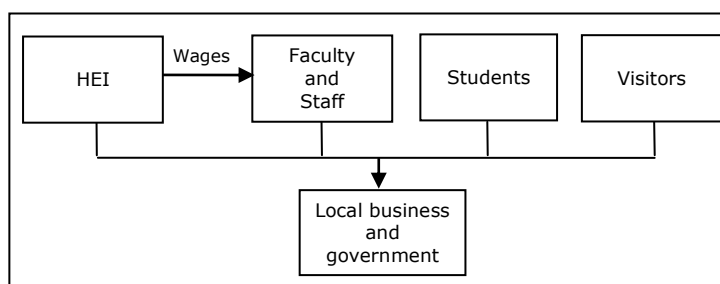 HEI
Wages
Faculty
and
Staff
Students
Visitors
Local business
and
government